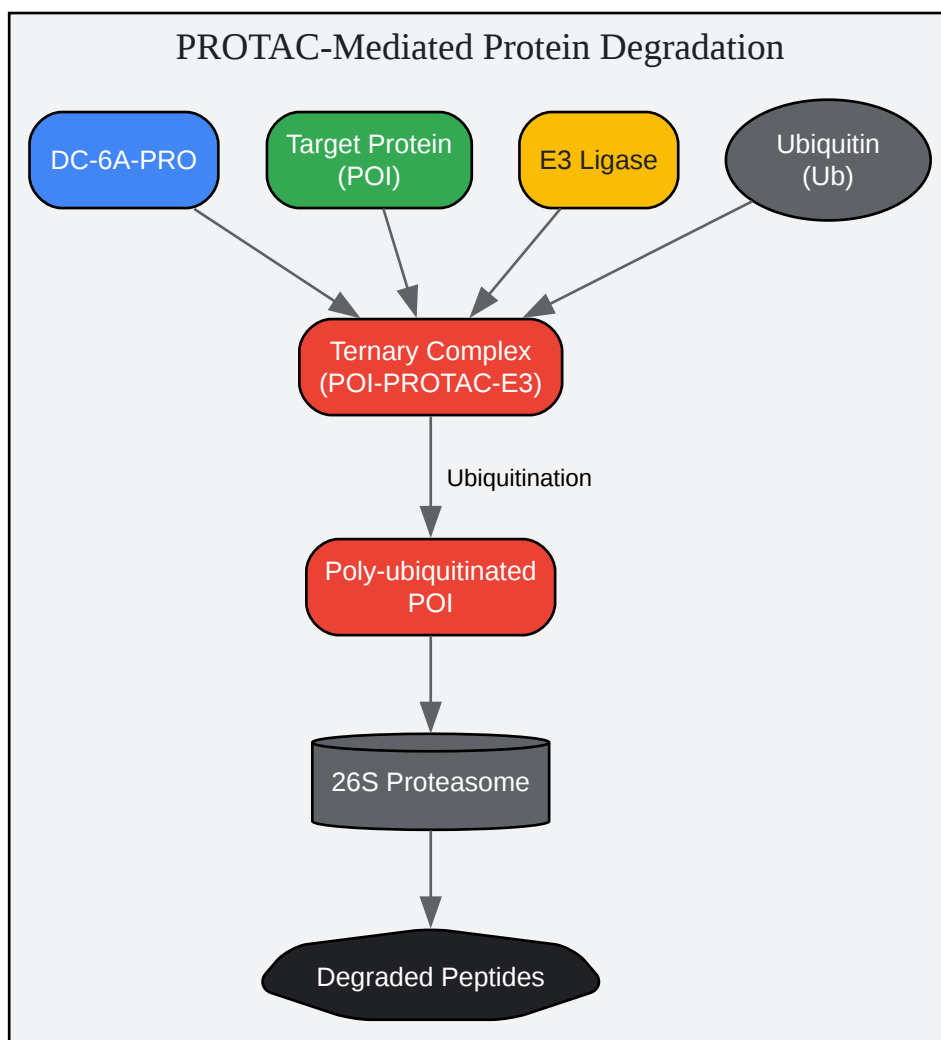 PROTAC-Mediated Protein Degradation
DC-6A-PRO
Target Protein
(POI)
E3 Ligase
Ubiquitin
(Ub)
Ternary Complex
(POI-PROTAC-E3)
Ubiquitination
Poly-ubiquitinated
POI
26S Proteasome
Degraded Peptides